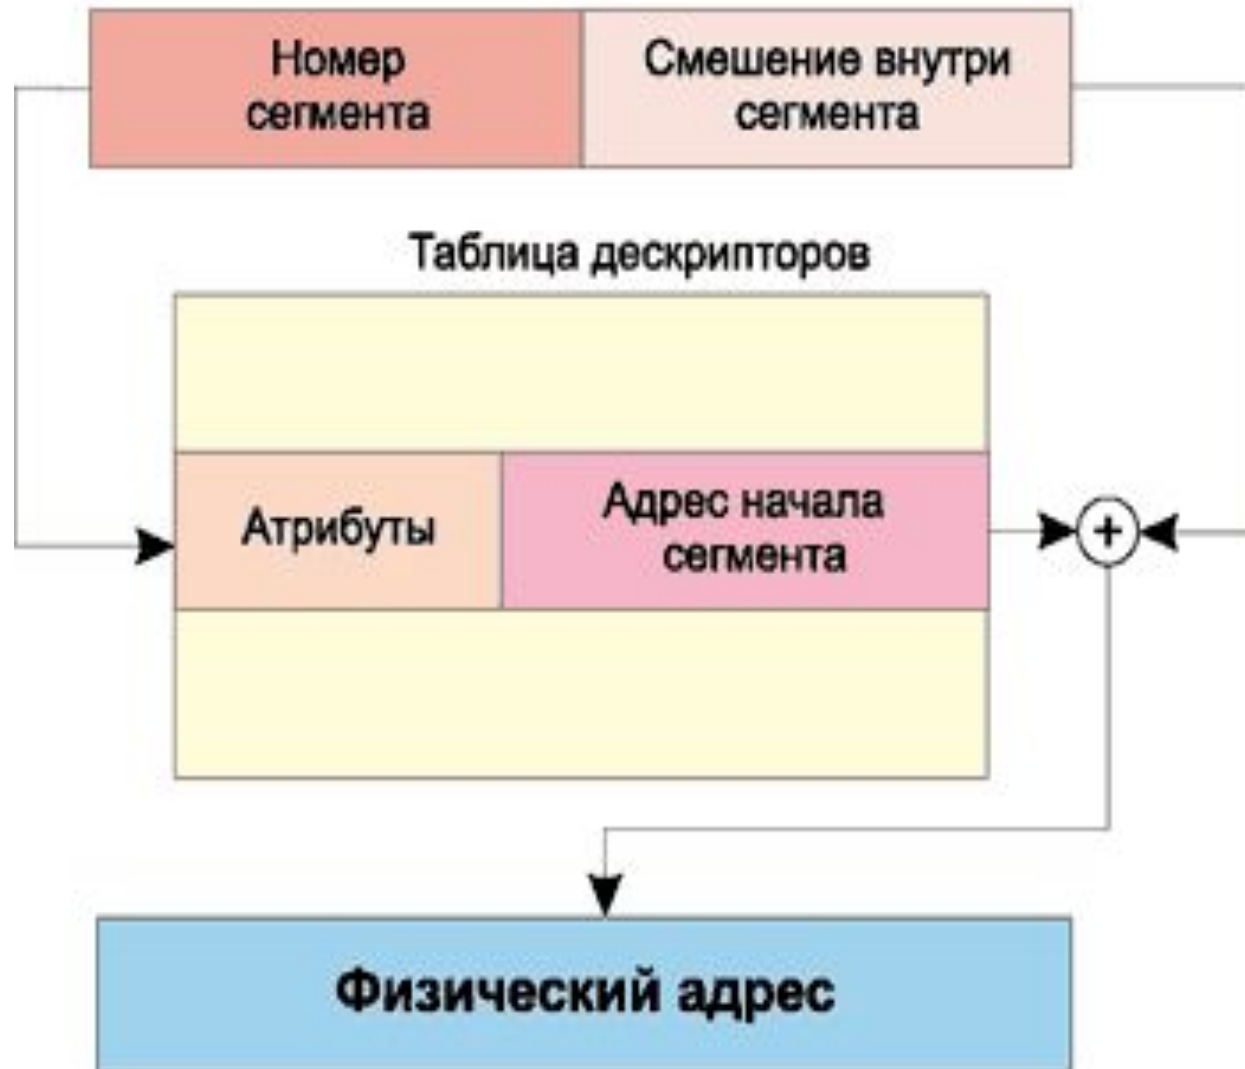 Номер
сегмента
Смешение внутри
сегмента
Таблица дескрипторов
Атрибуты
Адрес начала
сегмента
+
Физический адрес